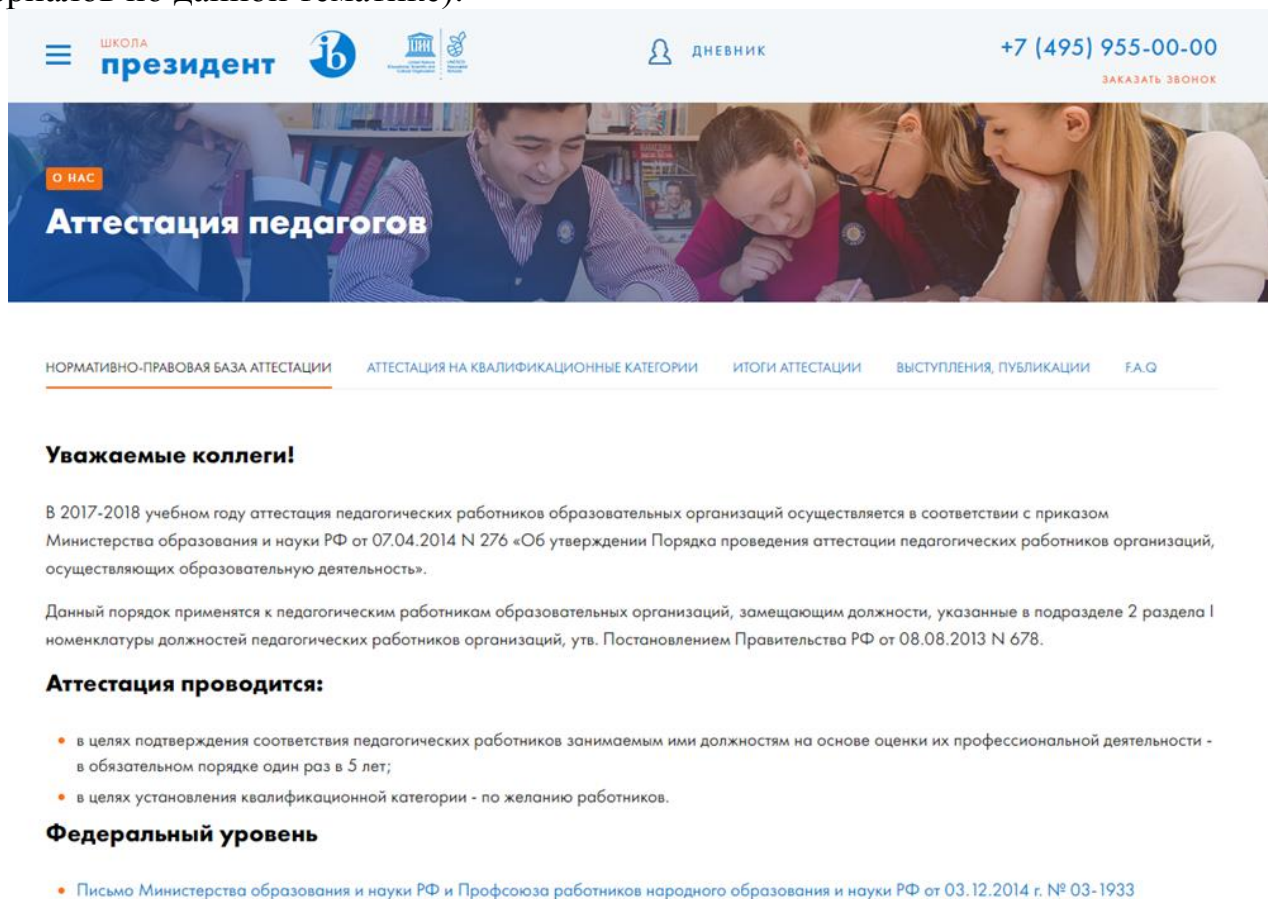 ериалов по данной тематике).
ШКОЛА
президент
ДНЕВНИК
+7 (495) 955-00-00
ЗАКАЗАТЬ ЗВОНОК
О НАС
Аттестация педагогов
НОРМАТИВНО-ПРАВОВАЯ БАЗА АТТЕСТАЦИИ АТТЕСТАЦИЯ НА КВАЛИФИКАЦИОННЫЕ КАТЕГОРИИ ИТОГИ АТТЕСТАЦИИ ВЫСТУПЛЕНИЯ, ПУБЛИКАЦИИ F.A.Q
Уважаемые коллеги!
В 2017-2018 учебном году аттестация педагогических работников образовательных организаций осуществляется в соответствии с приказом
Министерства образования и науки РФ от 07.04.2014 N 276 «Об утверждении Порядка проведения аттестации педагогических работников организаций,
осуществляющих образовательную деятельность».
Данный порядок применятся к педагогическим работникам образовательных организаций, замещающим должности, указанные в подразделе 2 раздела I
номенклатуры должностей педагогических работников организаций, утв. Постановлением Правительства РФ от 08.08.2013 N 678.
Аттестация проводится:
• в целях подтверждения соответствия педагогических работников занимаемым ими должностям на основе оценки их профессиональной деятельности -
в обязательном порядке один раз в 5 лет;
• в целях установления квалификационной категории - по желанию работников.
Федеральный уровень
• Письмо Министерства образования и науки РФ и Профсоюза работников народного образования и науки РФ от 03.12.2014 г. № 03-1933